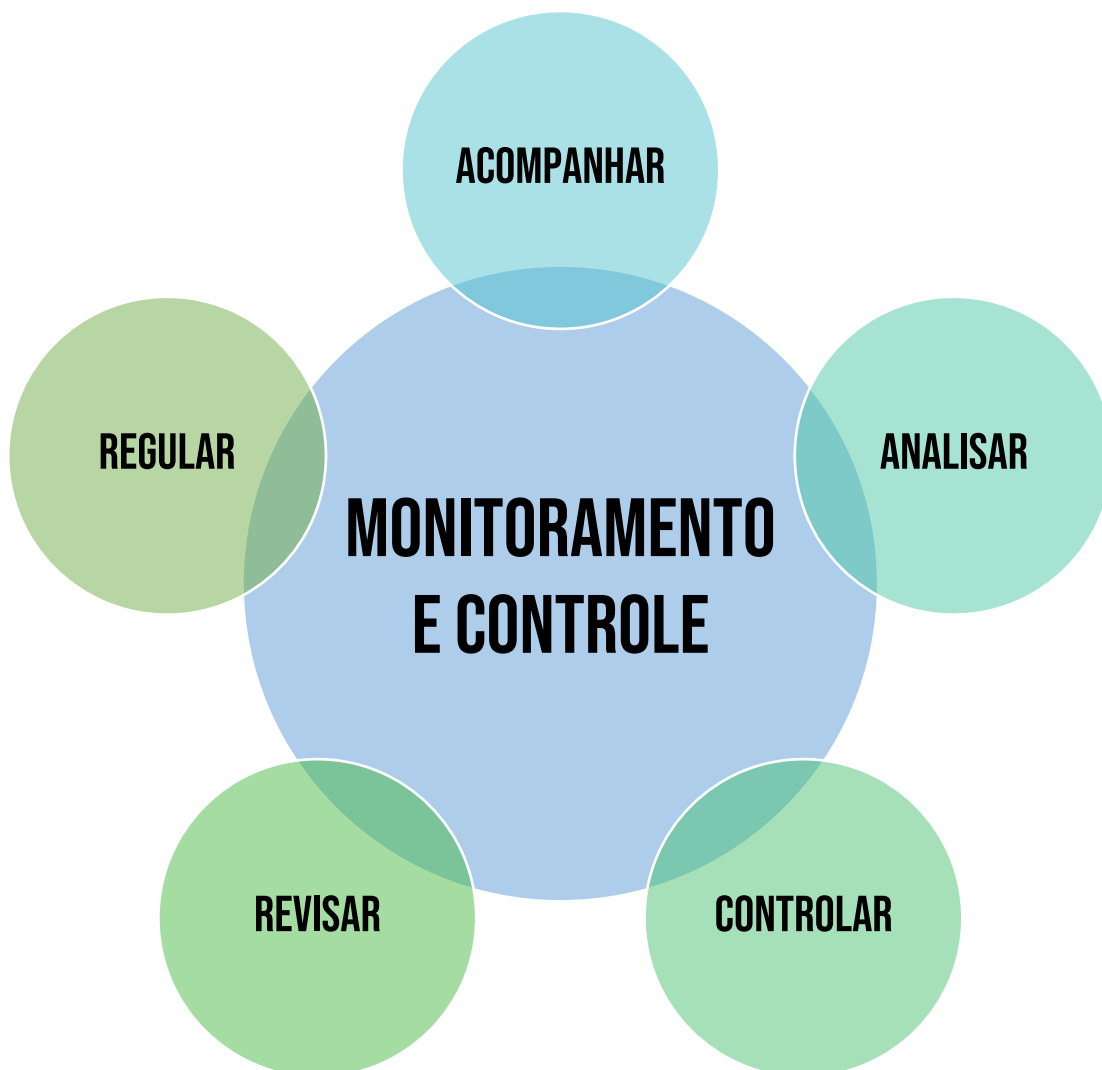 ACOMPANHAR
REGULAR
ANALISAR
MONITORAMENTO
E CONTROLE
REVISAR
CONTROLAR